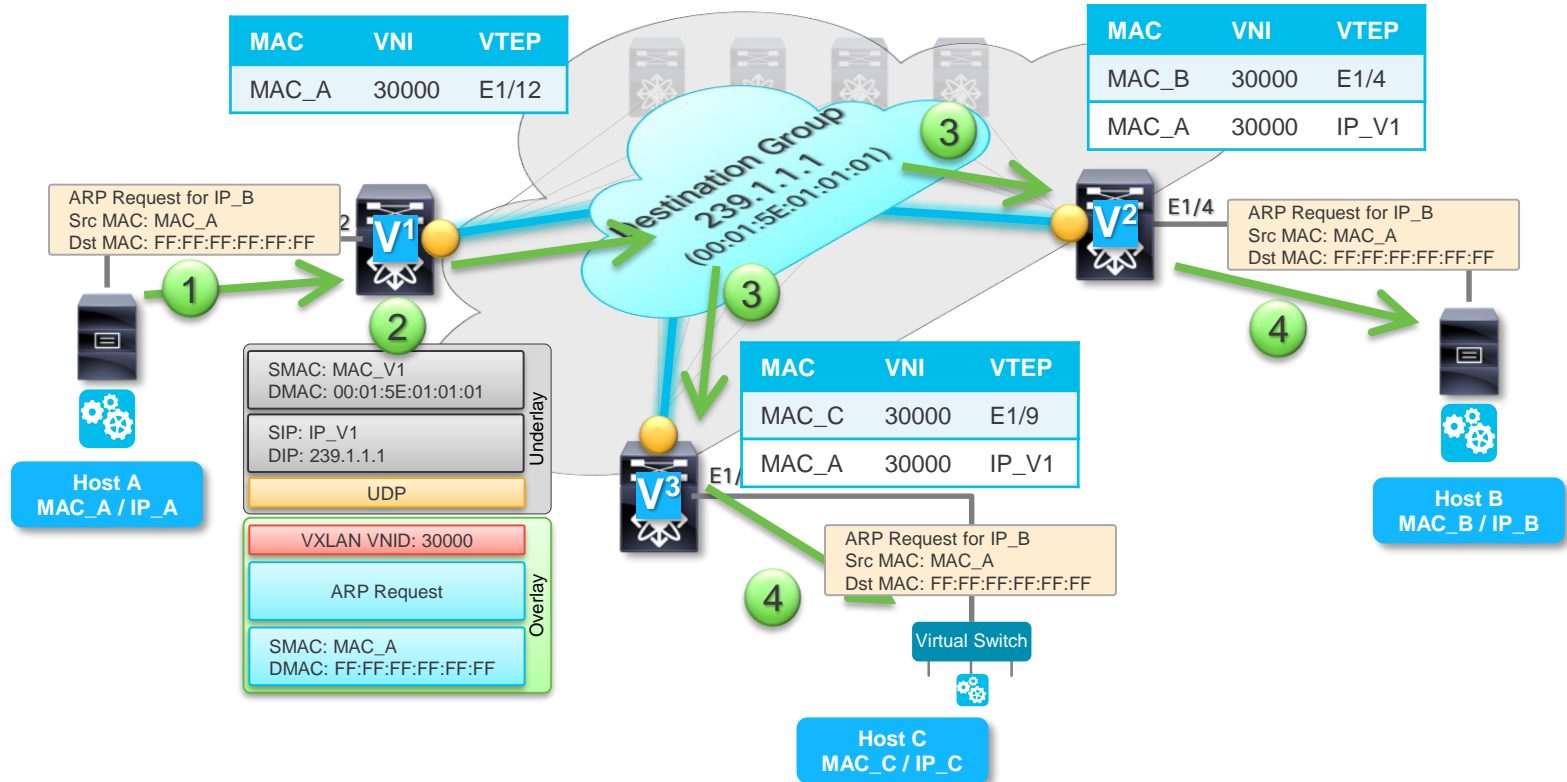 MAC VNI VTEP
MAC_A 30000 E1/12
MAC VNI VTEP
MAC_B 30000 E1/4
MAC_A 30000 IP_V1
Destination Group
239.1.1.1
(00:01:5E:01:01:01)
3
3
ARP Request for IP_B
Src MAC: MAC_A
Dst MAC: FF:FF:FF:FF:FF:FF
2
V1
1
2
V2
E1/4
ARP Request for IP_B
Src MAC: MAC_A
Dst MAC: FF:FF:FF:FF:FF:FF
4
Host A
MAC_A / IP_A
SMAC: MAC_V1
DMAC: 00:01:5E:01:01:01
SIP: IP_V1
DIP: 239.1.1.1
UDP
Underlay
VXLAN VNID: 30000
ARP Request
SMAC: MAC_A
DMAC: FF:FF:FF:FF:FF:FF
Overlay
MAC VNI VTEP
MAC_C 30000 E1/9
MAC_A 30000 IP_V1
V3
E1/
ARP Request for IP_B
Src MAC: MAC_A
Dst MAC: FF:FF:FF:FF:FF:FF
4
Virtual Switch
Host C
MAC_C / IP_C
Host B
MAC_B / IP_B